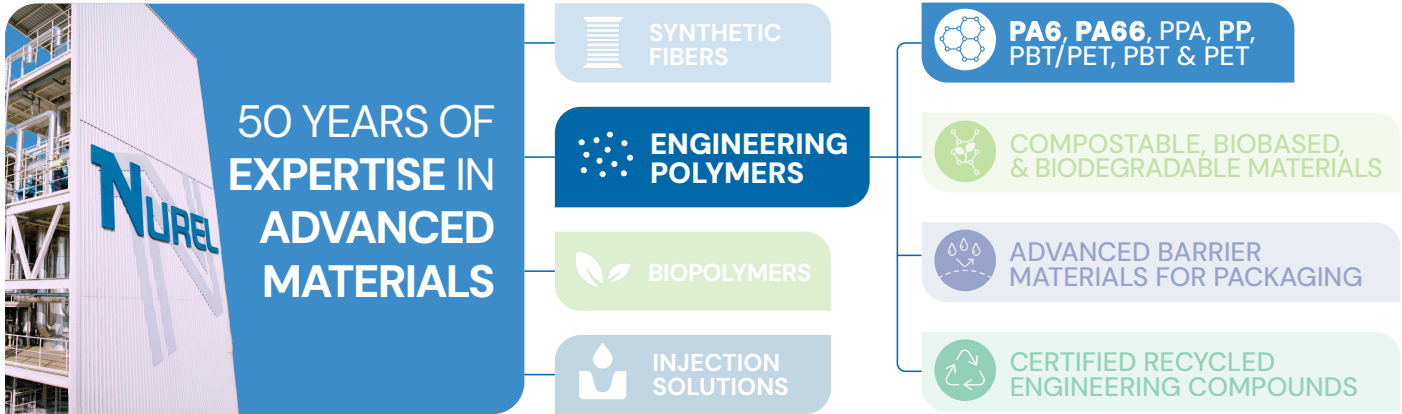 NUREL
50 YEARS OF
EXPERTISE IN
ADVANCED
MATERIALS
SYNTHETIC
FIBERS
ENGINEERING
POLYMERS
BIOPOLYMERS
INJECTION
SOLUTIONS
PA6, PA66, PPA, PP,
PBT/PET, PBT & PET
COMPOSTABLE, BIOBASED,
& BIODEGRADABLE MATERIALS
ADVANCED BARRIER
MATERIALS FOR PACKAGING
CERTIFIED RECYCLED
ENGINEERING COMPOUNDS